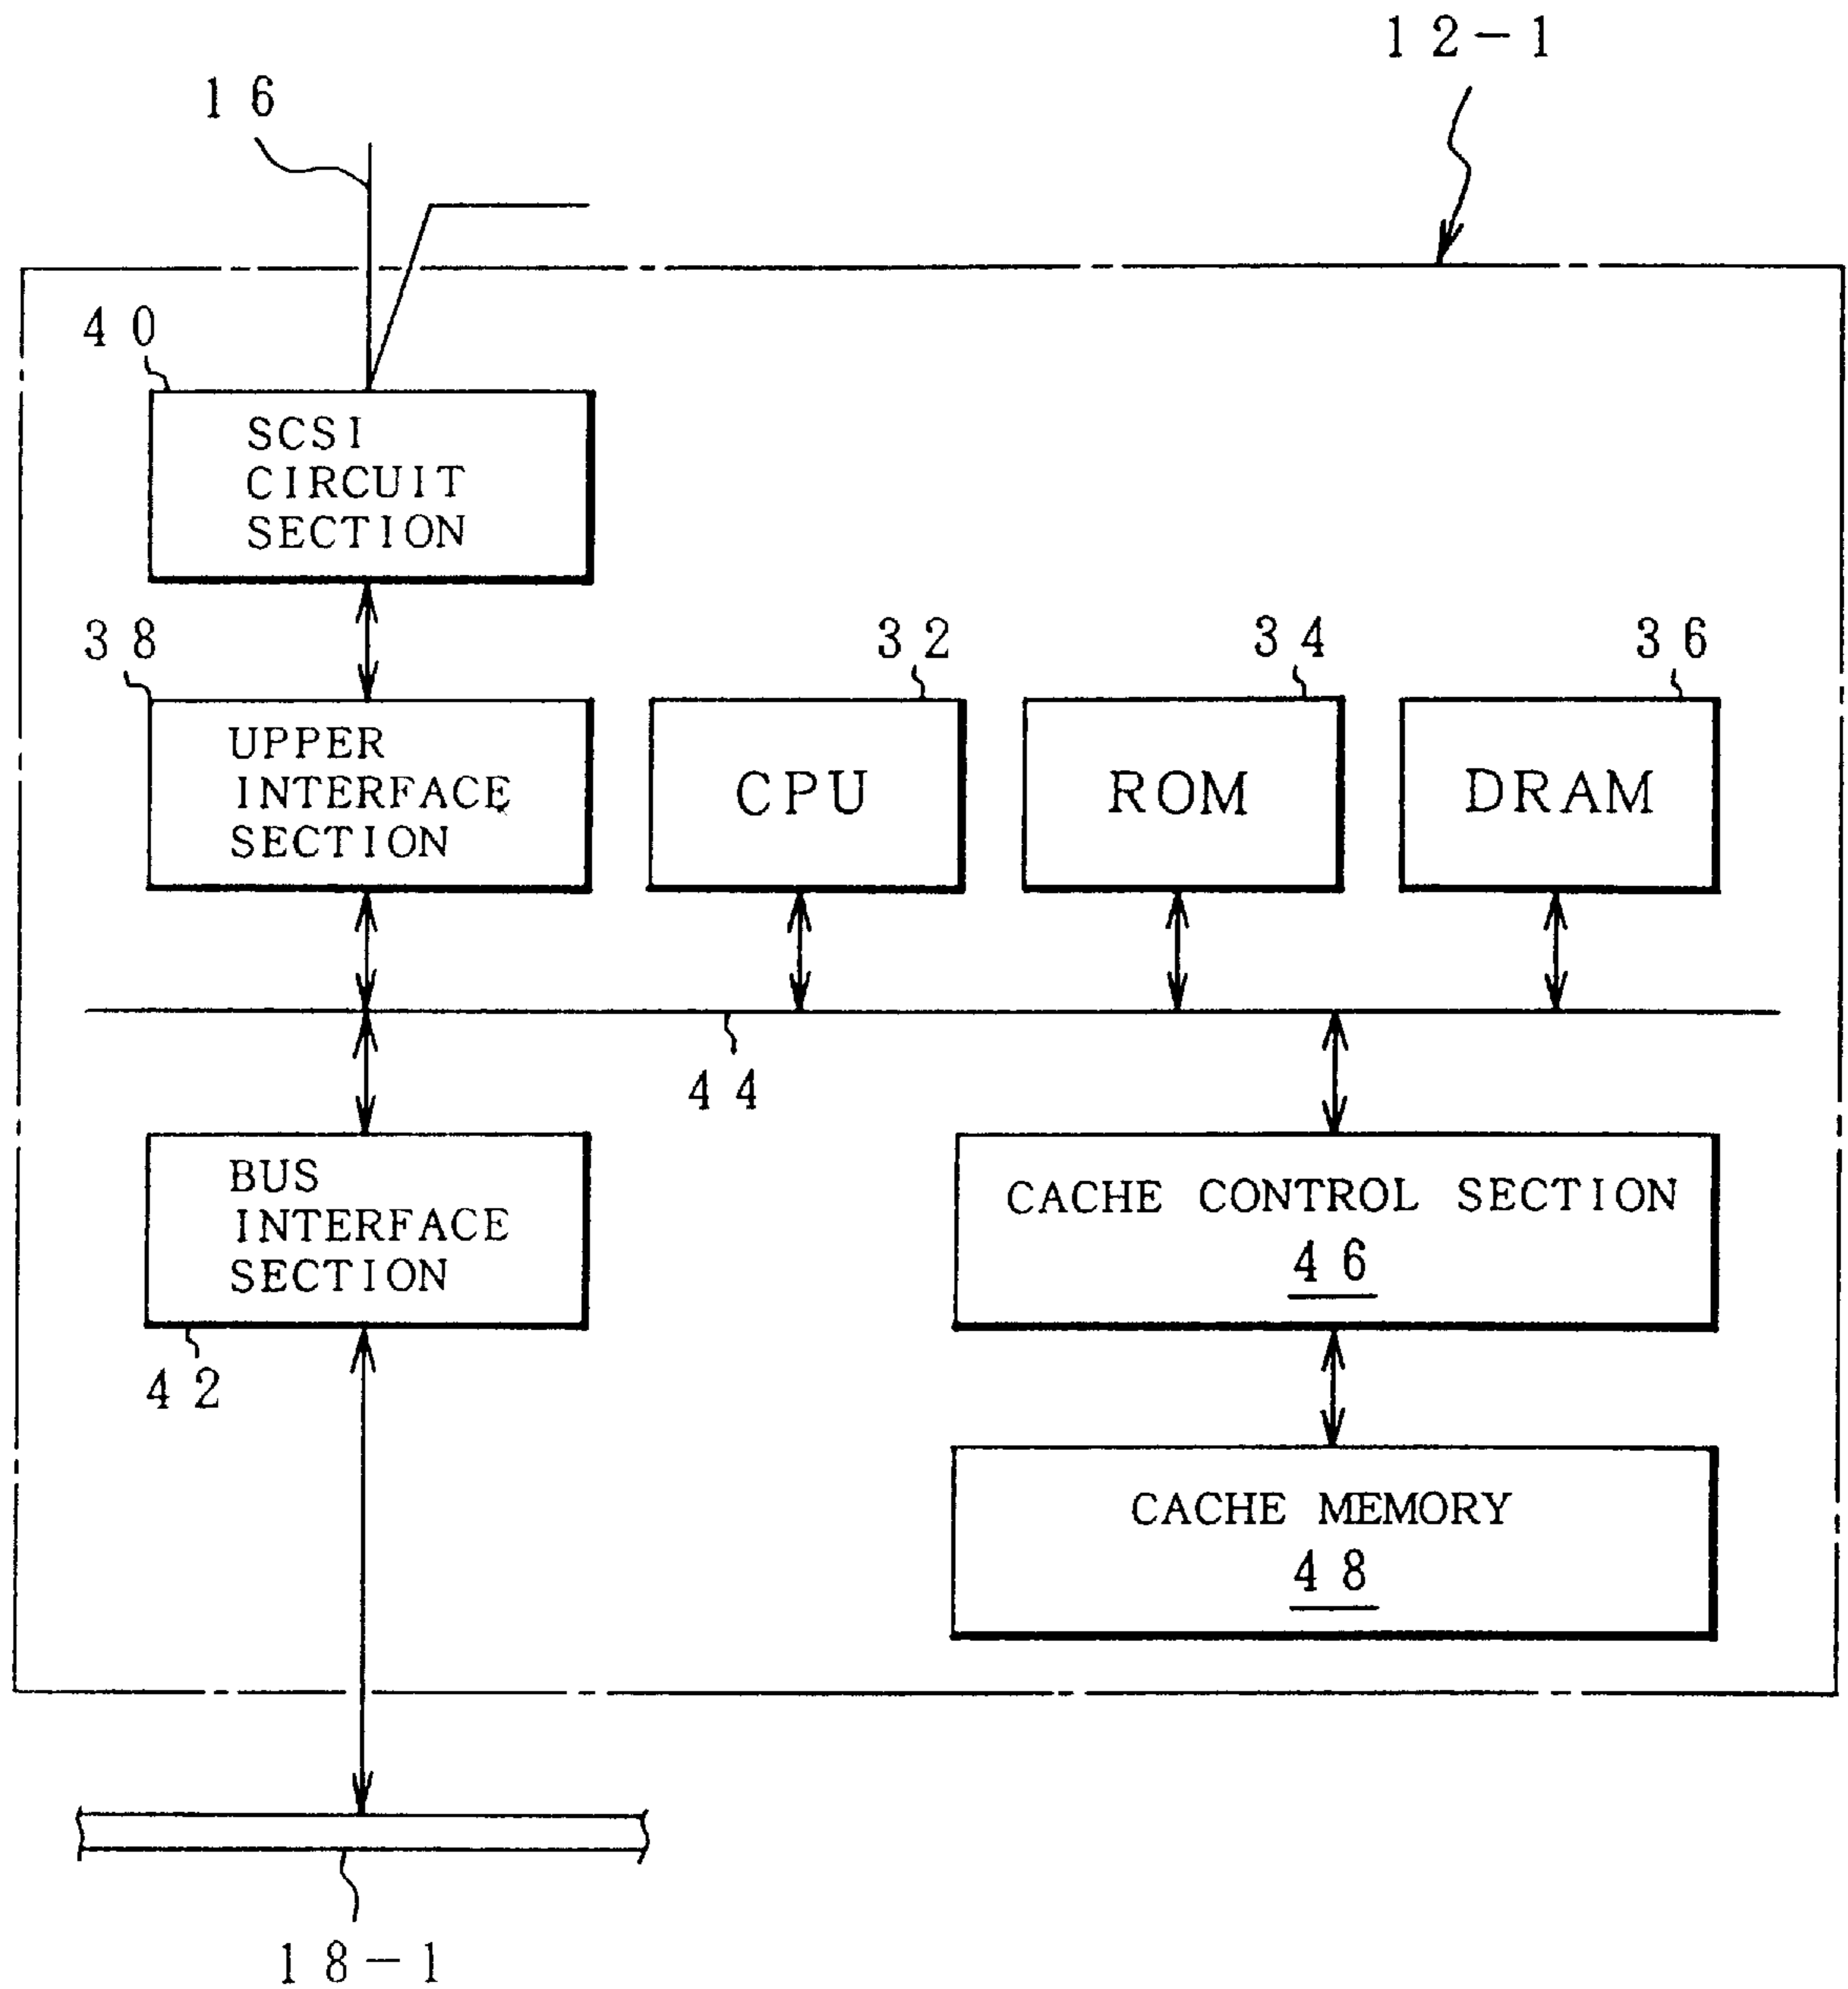 12-1
16
40
SCSI
CIRCUIT
SECTION
38
32
34
36
UPPER
INTERFACE
SECTION
CPU
ROM
DRAM
44
BUS
INTERFACE
SECTION
CACHE CONTROL SECTION
46
42
CACHE MEMORY
48
18-1